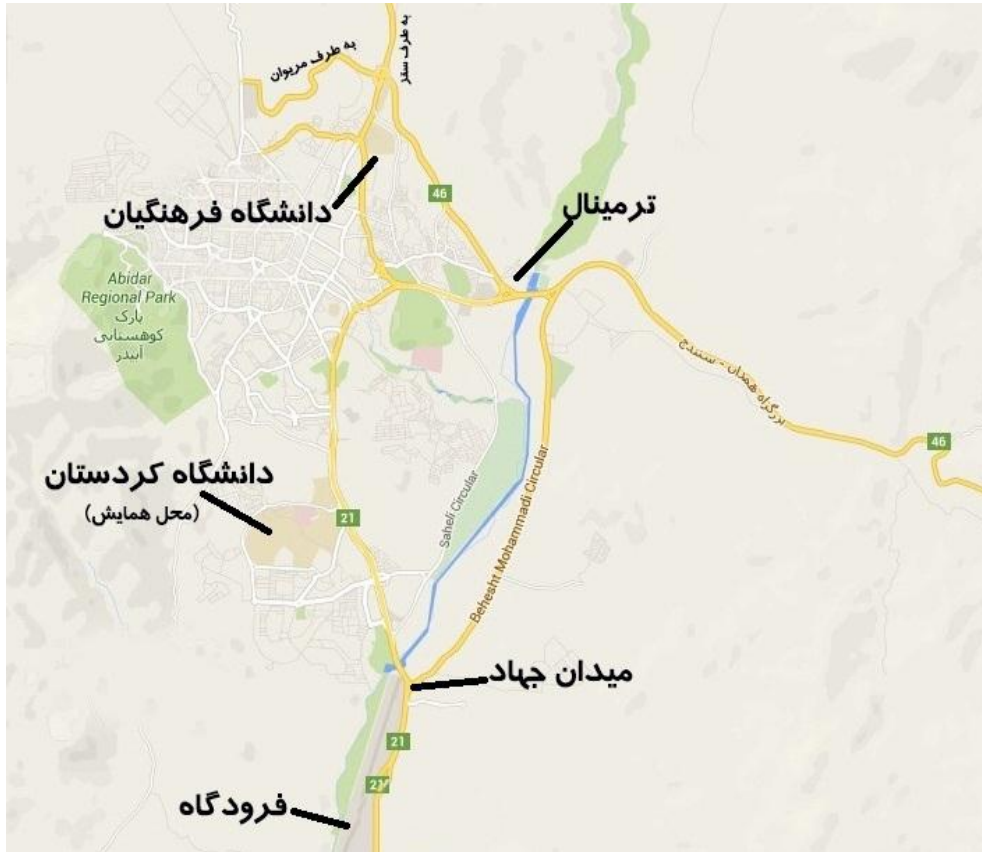 به طرف سقز
به طرف مریوان
46
دانشگاه فرهنگیان
ترمینال
Abidar
Regional Park
پارک
کوهستانی
آبیدر
بزرگراه همدان - سنندج
46
دانشگاه کردستان
(محل همایش)
21
Saheli Circular
Behesht Mohammadi Circular
میدان جهاد
21
21
فرودگاه